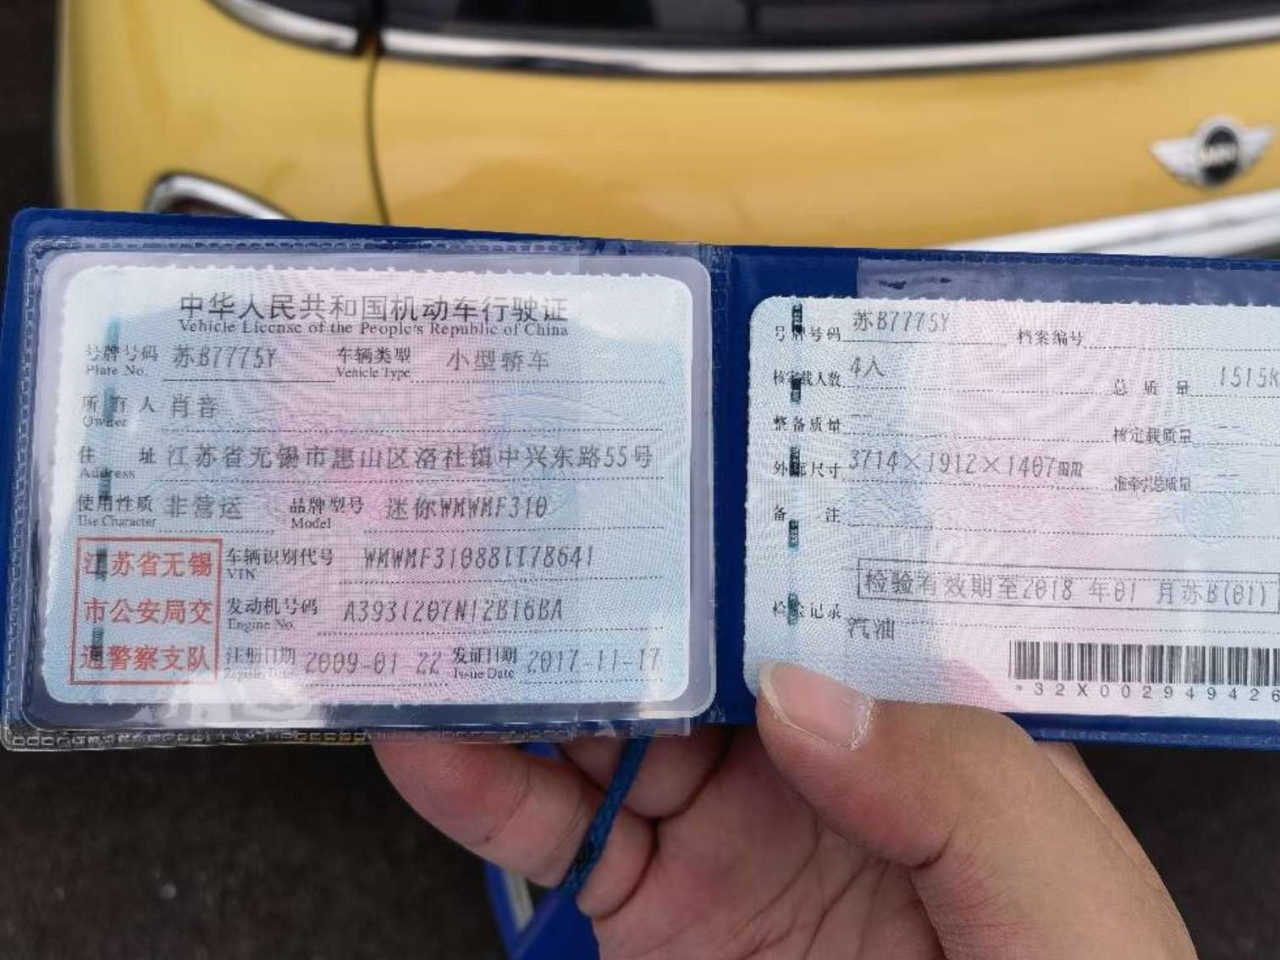 中华人民共和国机动车行驶证
Vehicle License of the People's Republic of China
号牌号码 苏B7775Y 车辆类型 小型轿车
Plate No. Vehicle Type
所有人 肖音
Owner
住址 江苏省无锡市惠山区洛社镇中兴东路55号
Address
使用性质 非营运 品牌型号 迷你WMWMF310
Use Character Model
江苏省无锡
市公安局交
通警察支队
车辆识别代号
VIN
发动机号码
Engine No.
注册日期 2009-01-22 发证日期 2017-11-17
Register Date Issue Date
号牌号码 苏B7775Y 档案编号
核定载人数 4人 总质量
整备质量 -- 核定载质量 --
外廓尺寸 3714×1912×1407mm 准牵引总质量
备注
检验有效期至2018年01月苏B(01)
检验记录
汽油